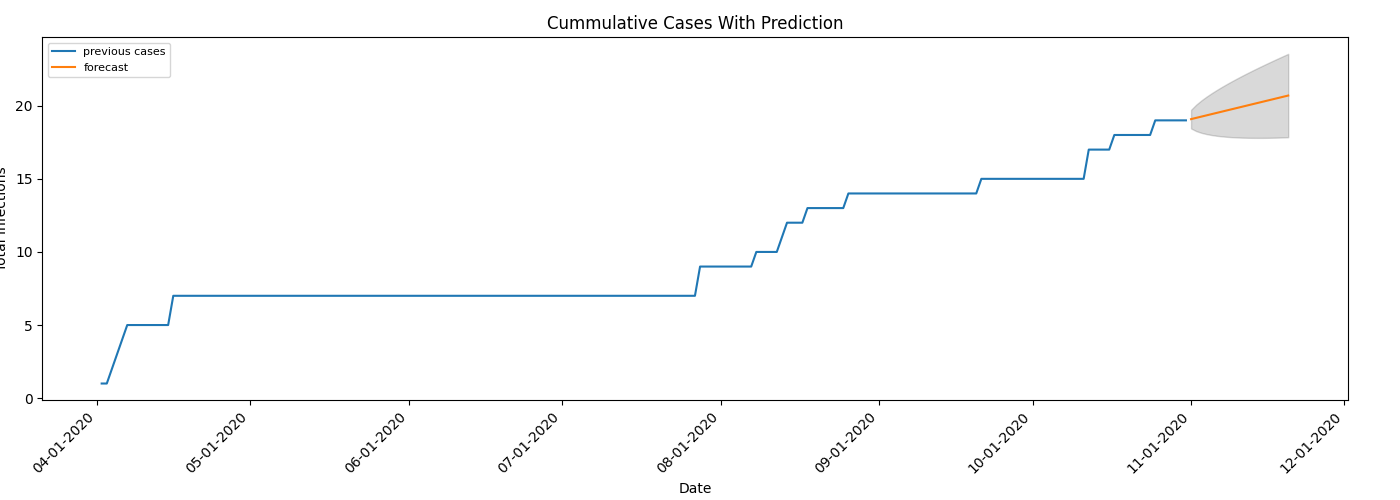 Cummulative Cases With Prediction
previous cases
forecast
20
15
10
5
0
Total Infections
04-01-2020
05-01-2020
06-01-2020
07-01-2020
08-01-2020
09-01-2020
10-01-2020
11-01-2020
12-01-2020
Date